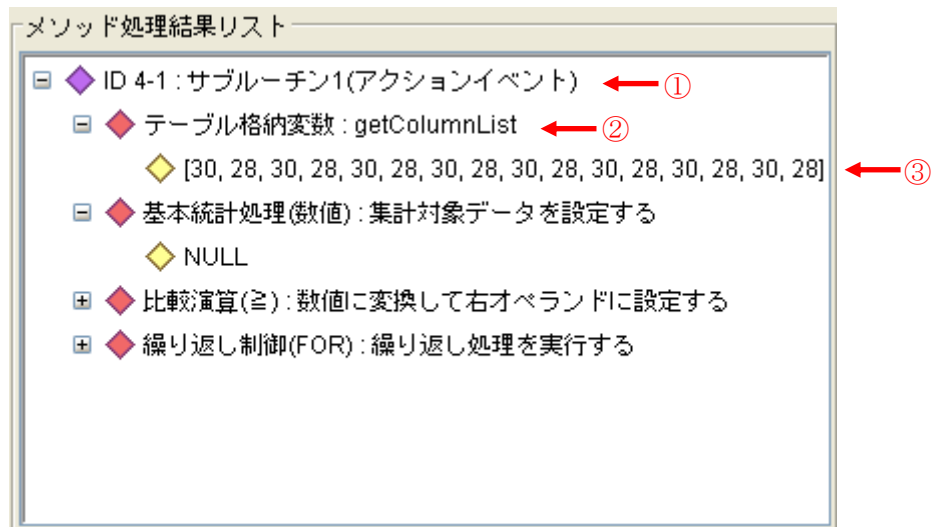 メソッド処理結果リスト
ID 4-1 : サブルーチン1(アクションイベント) ①
テーブル格納変数 : getColumnList ②
[30, 28, 30, 28, 30, 28, 30, 28, 30, 28, 30, 28, 30, 28, 30, 28] ③
基本統計処理(数値) : 集計対象データを設定する
NULL
比較演算(≧) : 数値に変換して右オペランドに設定する
繰り返し制御(FOR) : 繰り返し処理を実行する